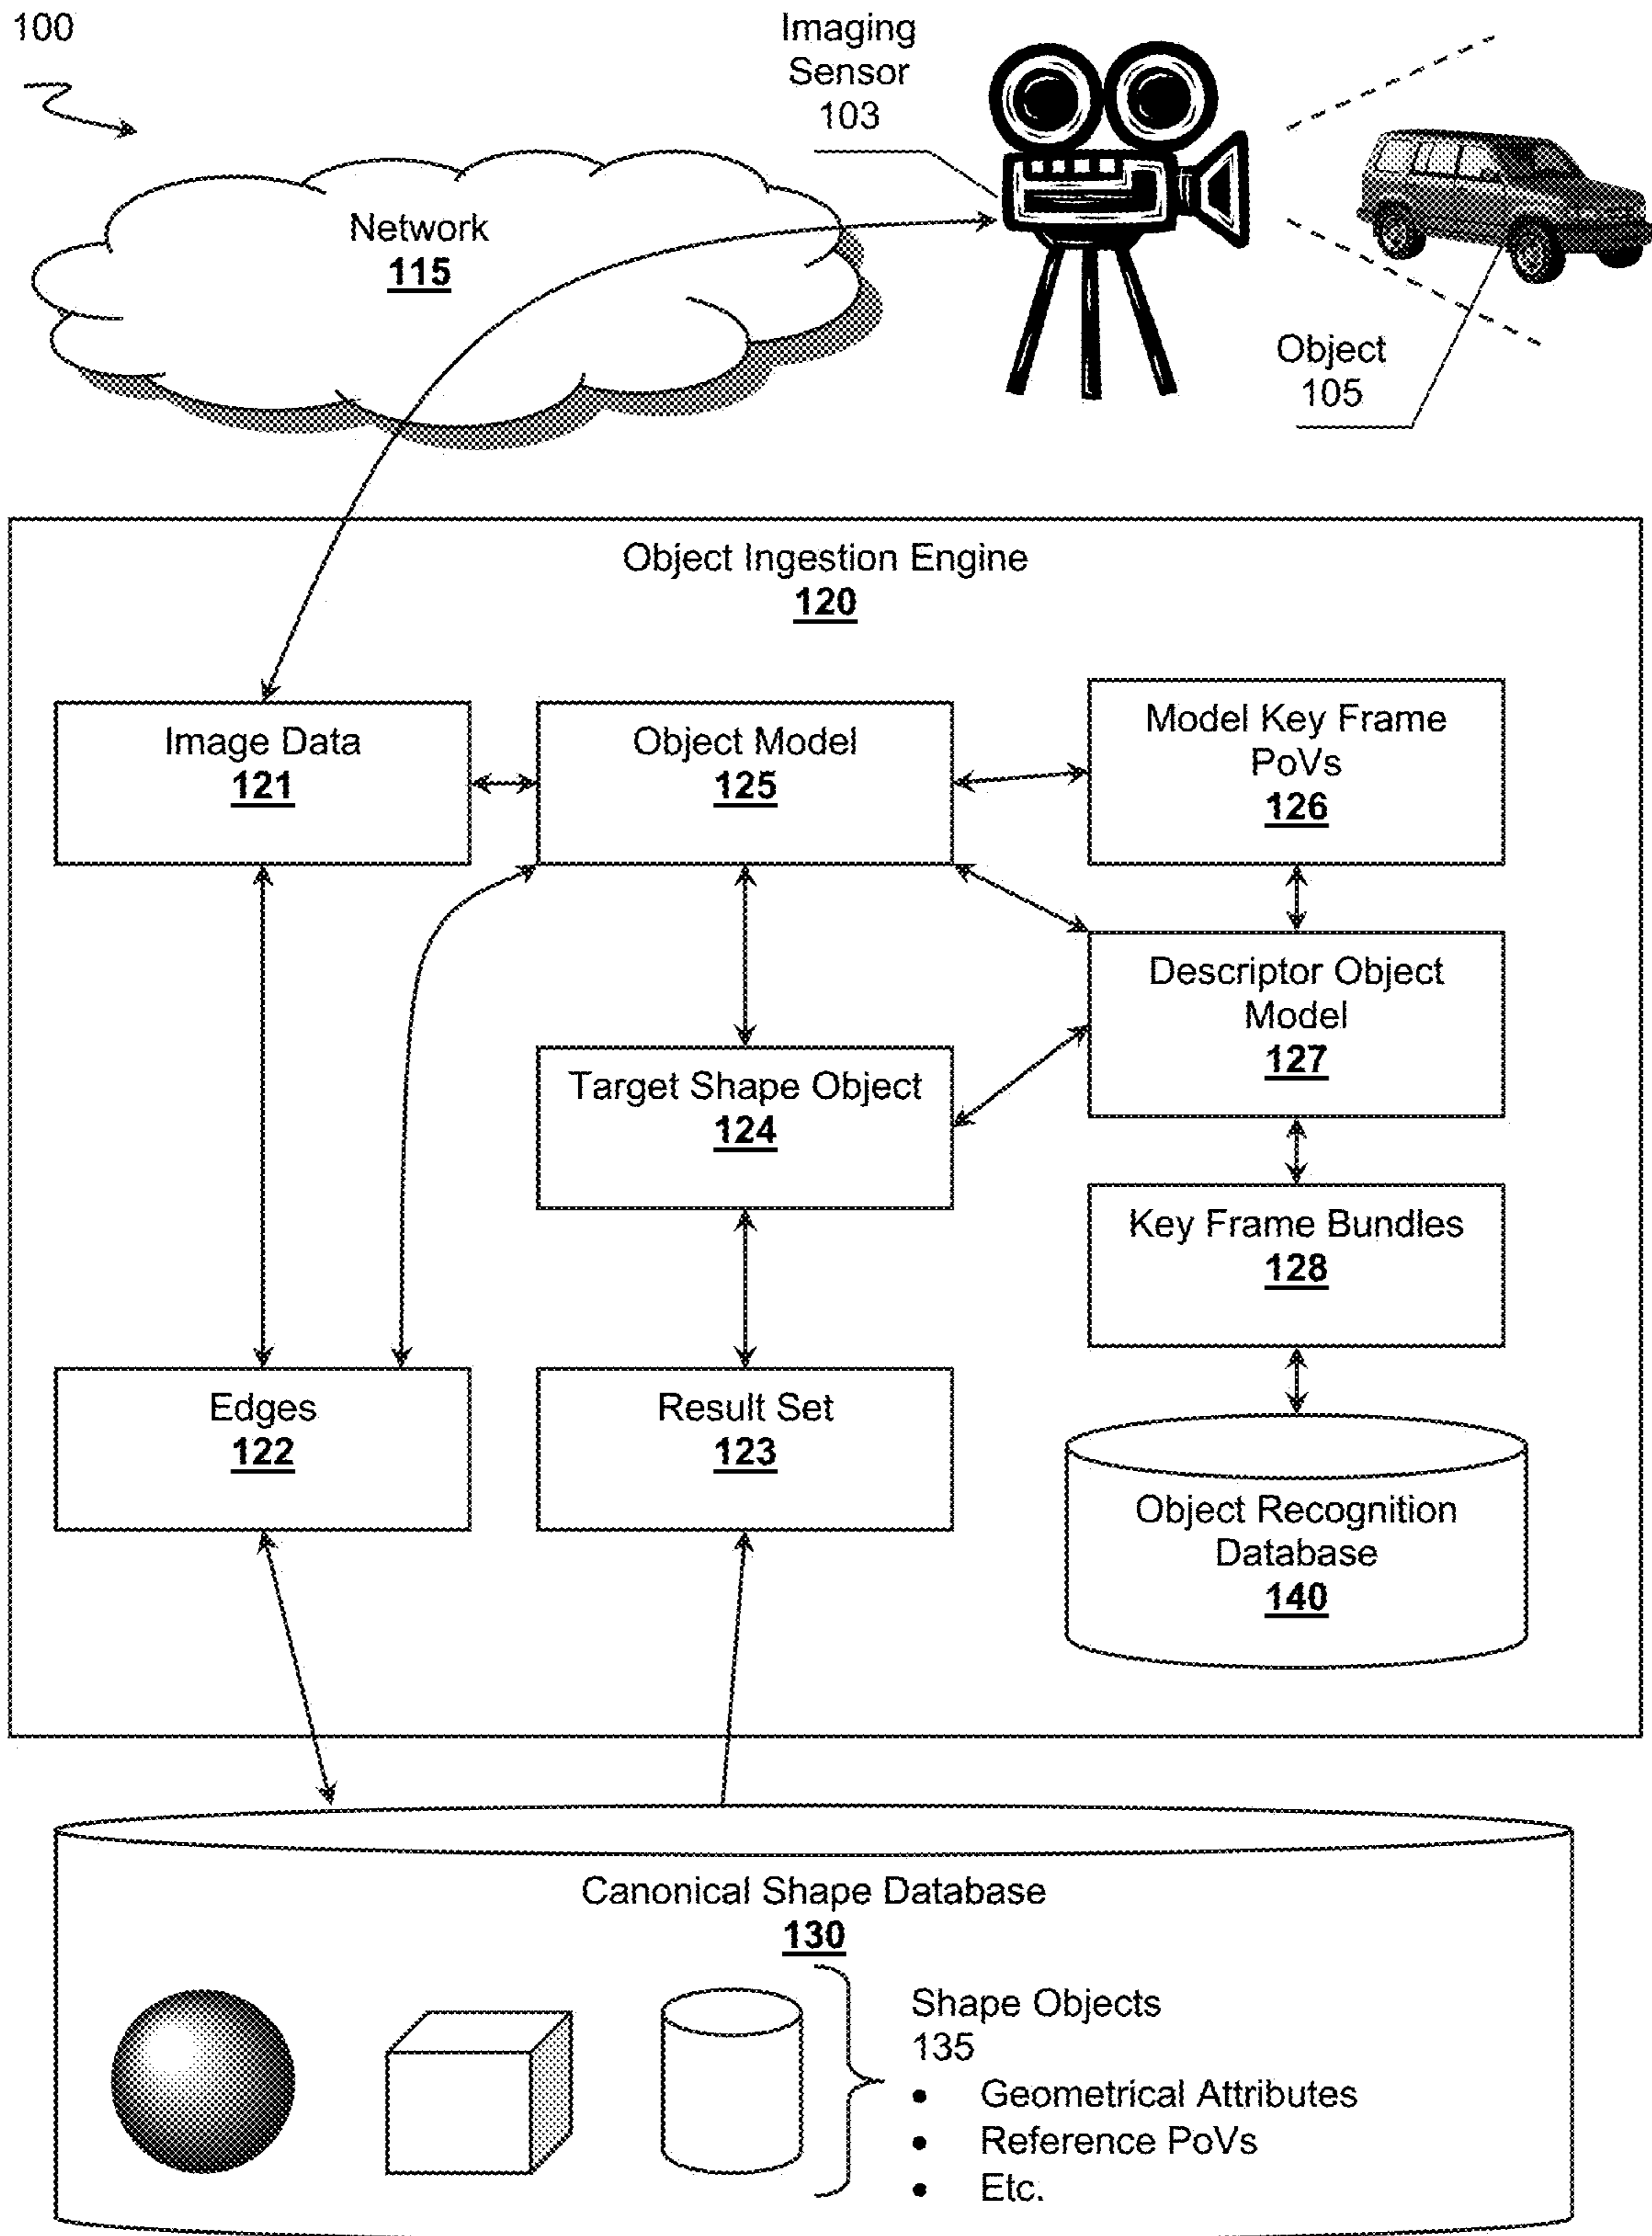 100
Imaging
Sensor
103
Network
115
Object
105
Object Ingestion Engine
120
Image Data
121
Object Model
125
Model Key Frame
PoVs
126
Descriptor Object
Model
127
Target Shape Object
124
Key Frame Bundles
128
Edges
122
Result Set
123
Object Recognition
Database
140
Canonical Shape Database
130
Shape Objects
135
• Geometrical Attributes
• Reference PoVs
• Etc.